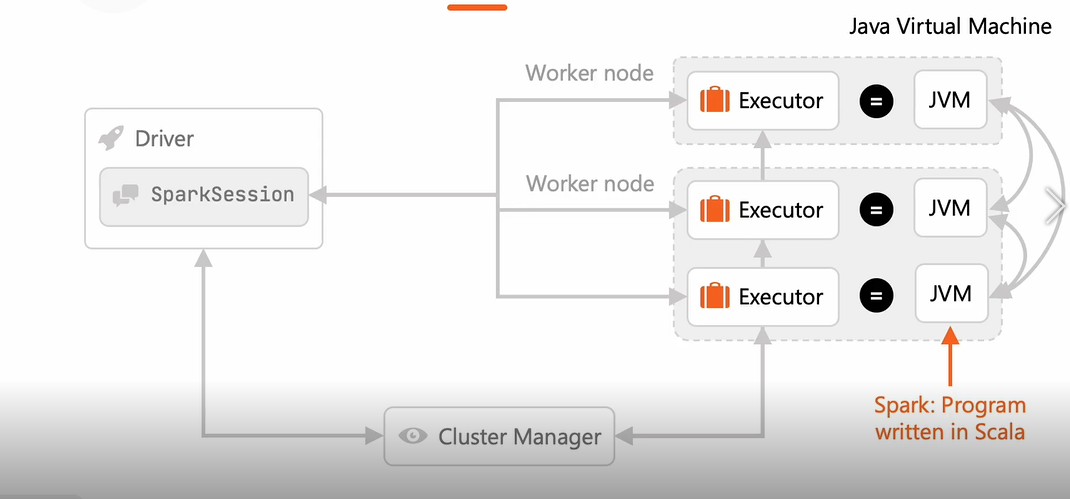 Java Virtual Machine
Worker node
Executor
=
JVM
Driver
SparkSession
Worker node
Executor
=
JVM
Executor
=
JVM
Spark: Program
written in Scala
Cluster Manager